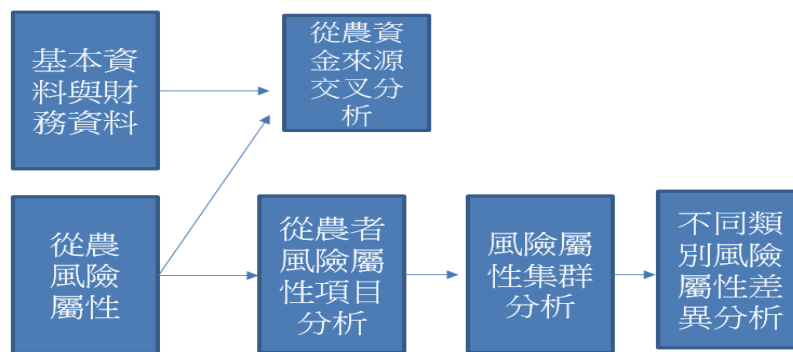 基本資
料與財
務資料
從農資
金來源
交叉分
析
從農
風險
屬性
從農者
風險屬
性項目
分析
風險屬
性集群
分析
不同類
別風險
屬性差
異分析